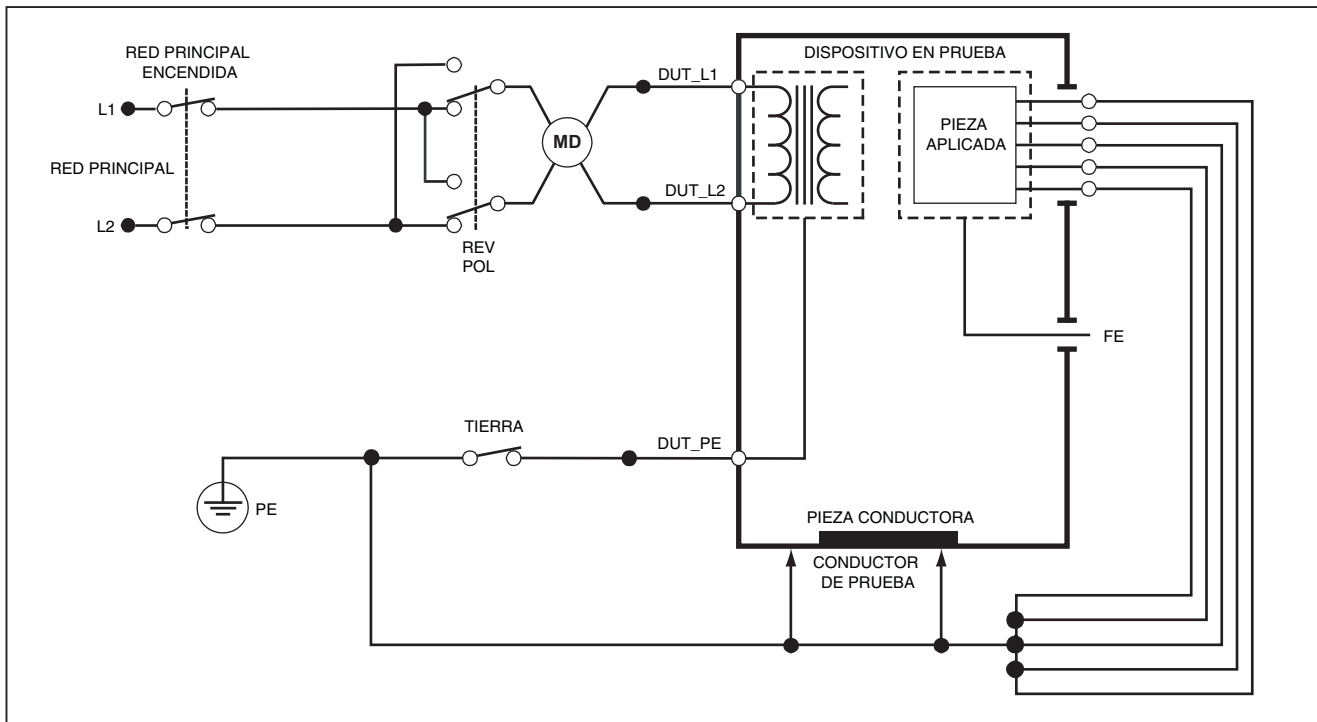 RED PRINCIPAL
ENCENDIDA
L1
RED PRINCIPAL
L2
REV
POL
MD
DUT_L1
DUT_L2
DISPOSITIVO EN PRUEBA
PIEZA
APLICADA
FE
TIERRA
DUT_PE
PE
PIEZA CONDUCTORA
CONDUCTOR
DE PRUEBA